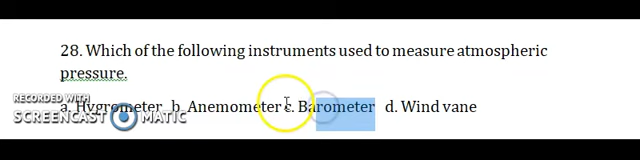 28. Which of the following instruments used to measure atmospheric
pressure.
a. Hygrometer b. Anemometer c. Barometer d. Wind vane
RECORDED WITH
SCREENCAST MATIC